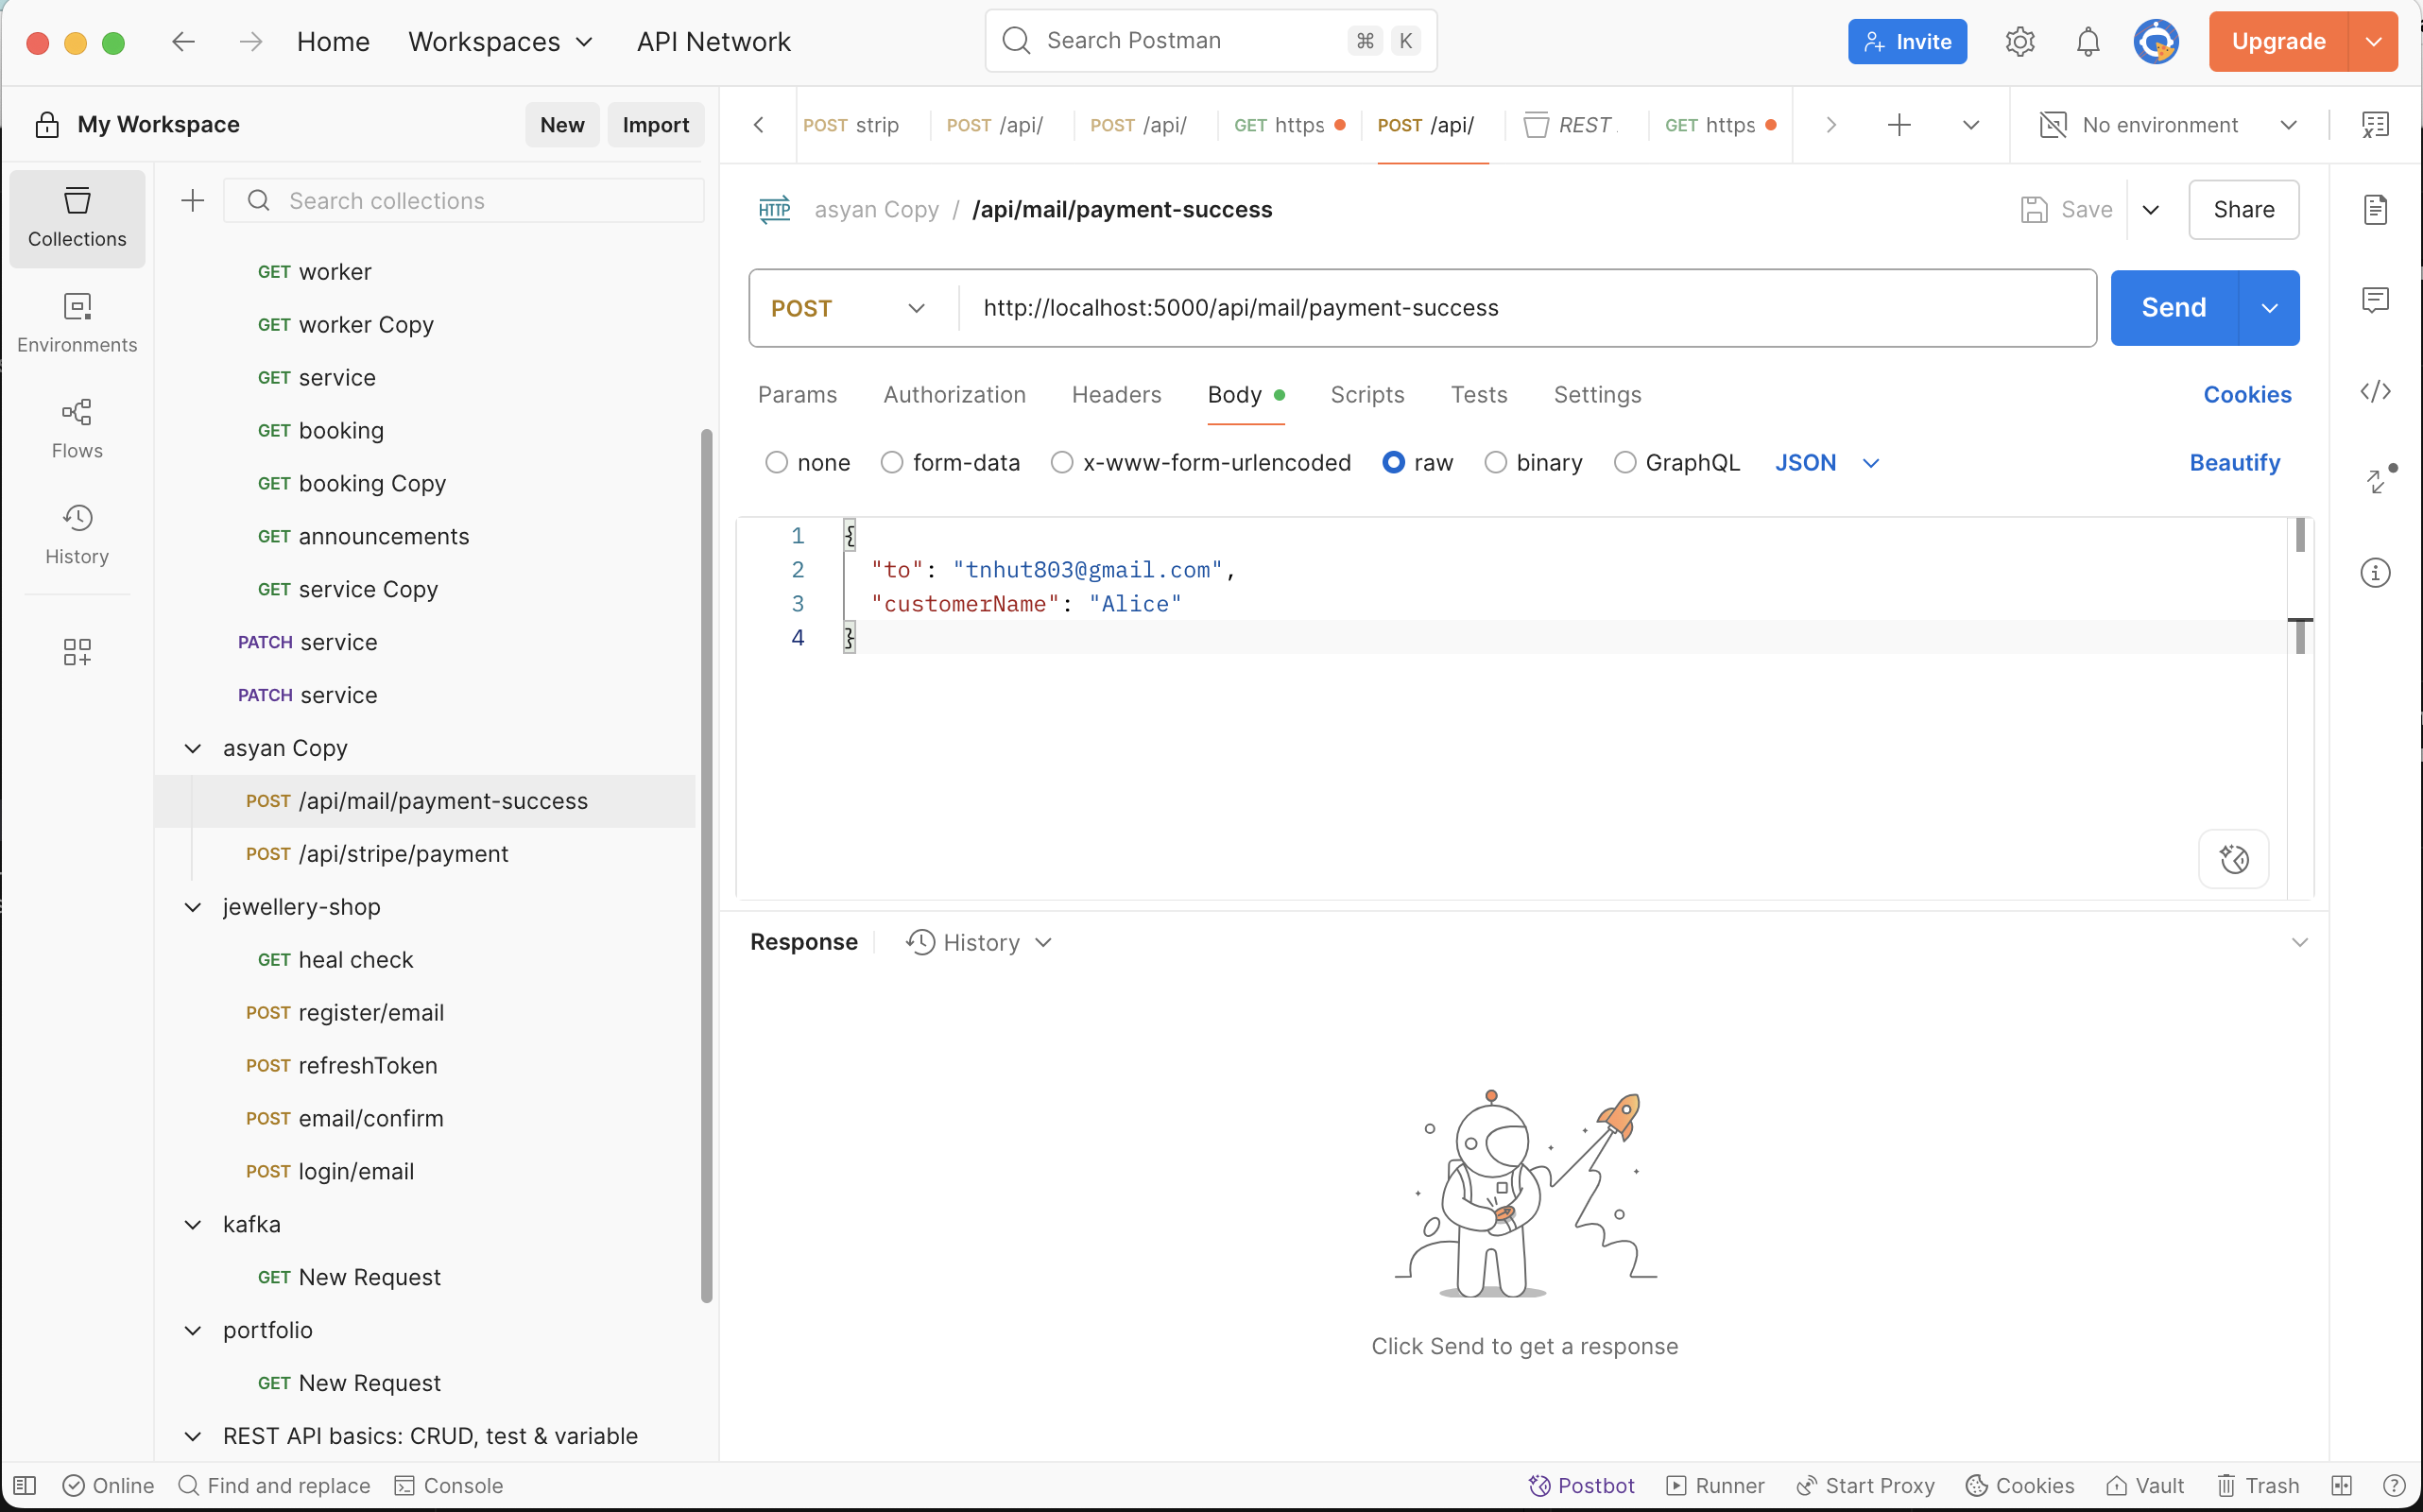 Home Workspaces API Network
Search Postman ⌘ K
Invite Upgrade
My Workspace New Import
POST strip POST /api/ POST /api/ GET https POST /api/ REST GET https
No environment
Collections
Environments
Flows
History
Search collections
GET worker
GET worker Copy
GET service
GET booking
GET booking Copy
GET announcements
GET service Copy
PATCH service
PATCH service
asyan Copy
POST /api/mail/payment-success
POST /api/stripe/payment
jewellery-shop
GET heal check
POST register/email
POST refreshToken
POST email/confirm
POST login/email
kafka
GET New Request
portfolio
GET New Request
REST API basics: CRUD, test & variable
HTTP asyan Copy / /api/mail/payment-success
Save Share
POST http://localhost:5000/api/mail/payment-success Send
Params Authorization Headers Body Scripts Tests Settings Cookies
none form-data x-www-form-urlencoded raw binary GraphQL JSON Beautify
1 {
2 "to": "tnhut803@gmail.com",
3 "customerName": "Alice"
4 }
Response History
Click Send to get a response
Online Find and replace Console Postbot Runner Start Proxy Cookies Vault Trash